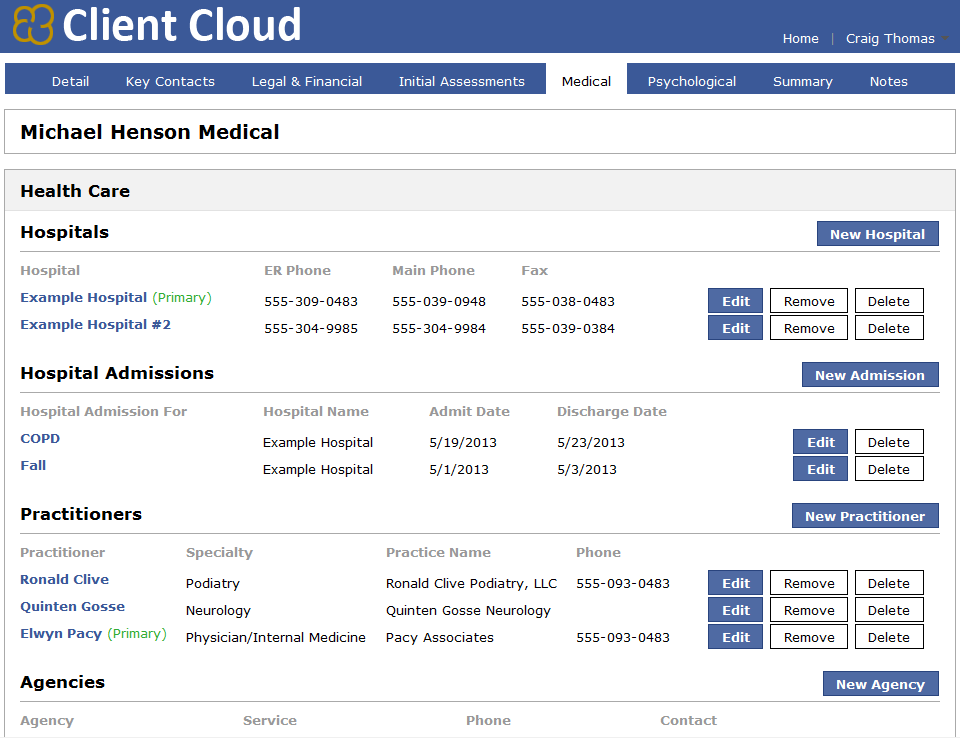 Client Cloud
Home | Craig Thomas
Detail Key Contacts Legal & Financial Initial Assessments Medical Psychological Summary Notes
Michael Henson Medical
Health Care
Hospitals New Hospital
Hospital ER Phone Main Phone Fax
Example Hospital (Primary) 555-309-0483 555-039-0948 555-038-0483 Edit Remove Delete
Example Hospital #2 555-304-9985 555-304-9984 555-039-0384 Edit Remove Delete
Hospital Admissions New Admission
Hospital Admission For Hospital Name Admit Date Discharge Date
COPD Example Hospital 5/19/2013 5/23/2013 Edit Delete
Fall Example Hospital 5/1/2013 5/3/2013 Edit Delete
Practitioners New Practitioner
Practitioner Specialty Practice Name Phone
Ronald Clive Podiatry Ronald Clive Podiatry, LLC 555-093-0483 Edit Remove Delete
Quinten Gosse Neurology Quinten Gosse Neurology Edit Remove Delete
Elwyn Pacy (Primary) Physician/Internal Medicine Pacy Associates 555-093-0483 Edit Remove Delete
Agencies New Agency
Agency Service Phone Contact